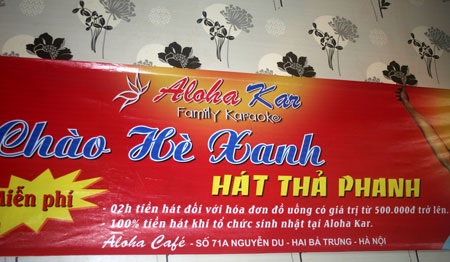 Aloha Kar
Family Karaoke
Chào Hè Xanh
HÁT THẢ PHANH
Miễn phí
02h tiền hát đối với hóa đơn đồ uống có giá trị từ 500.000đ trở lên.
100% tiền hát khi tổ chức sinh nhật tại Aloha Kar.
Aloha Café - SỐ 71A NGUYỄN DU - HAI BÀ TRƯNG - HÀ NỘI